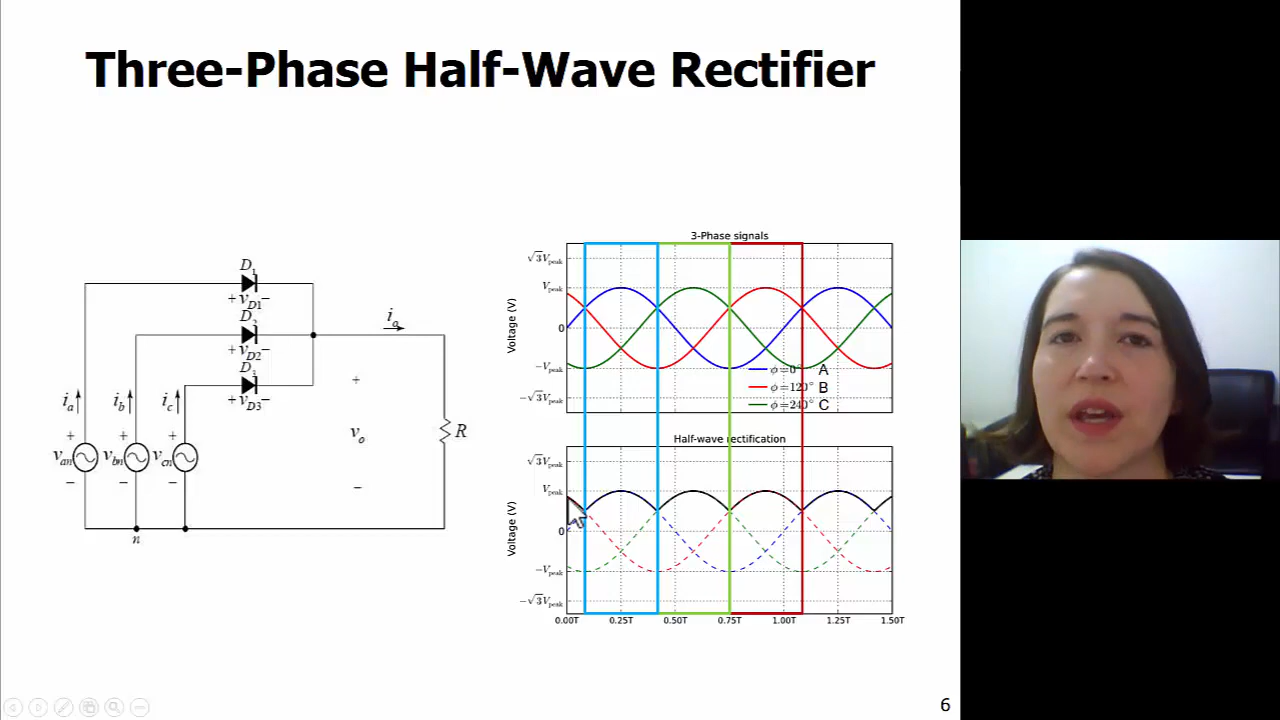 Three-Phase Half-Wave Rectifier
D1
+ vD1 −
D2
+ vD2 −
D3
+ vD3 −
io
ia
ib
ic
+
+
+
+
van
vbn
vcn
vo
R
−
−
−
−
n
3-Phase signals
√3Vpeak
Vpeak
0
−Vpeak
−√3Vpeak
Voltage (V)
ϕ=0° A
ϕ=120° B
ϕ=240° C
Half-wave rectification
√3Vpeak
Vpeak
0
−Vpeak
−√3Vpeak
Voltage (V)
0.00T 0.25T 0.50T 0.75T 1.00T 1.25T 1.50T
6